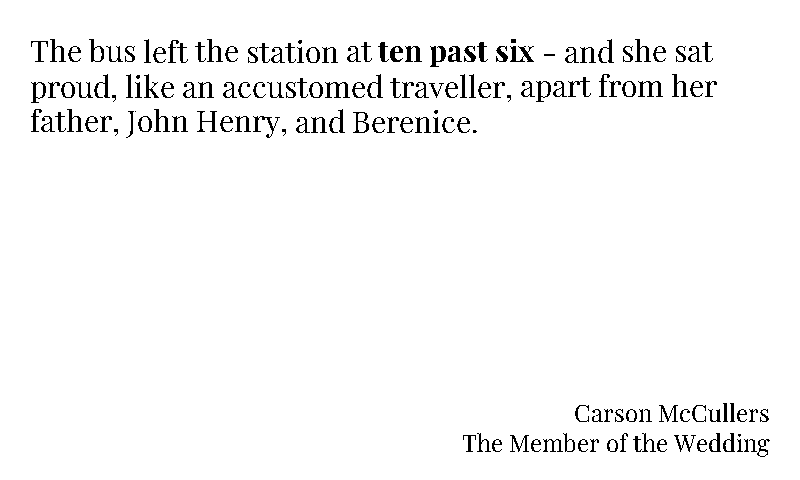 The bus left the station at ten past six – and she sat
proud, like an accustomed traveller, apart from her
father, John Henry, and Berenice.
Carson McCullers
The Member of the Wedding